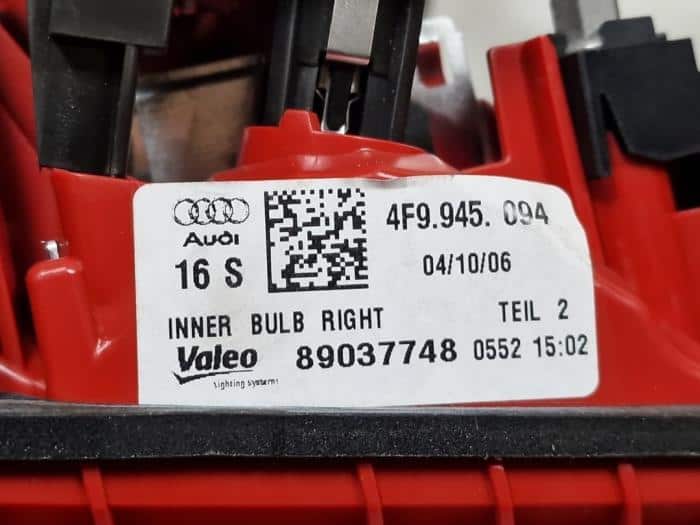 Audi
4F9.945. 094
16 S
04/10/06
INNER BULB RIGHT
TEIL 2
Valeo 89037748 0552 15:02
Lighting Systems